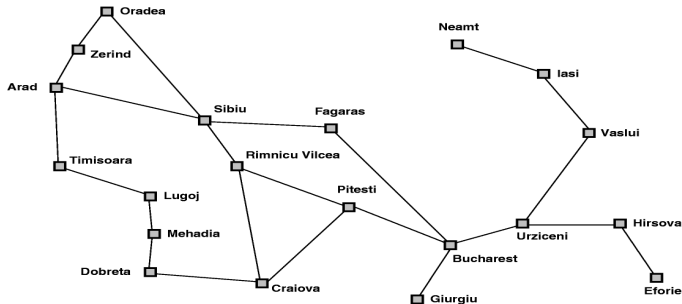 Oradea
Neamt
Zerind
Iasi
Arad
Sibiu
Fagaras
Vaslui
Timisoara
Rimnicu Vilcea
Lugoj
Pitesti
Mehadia
Urziceni
Hirsova
Bucharest
Dobreta
Craiova
Eforie
Giurgiu